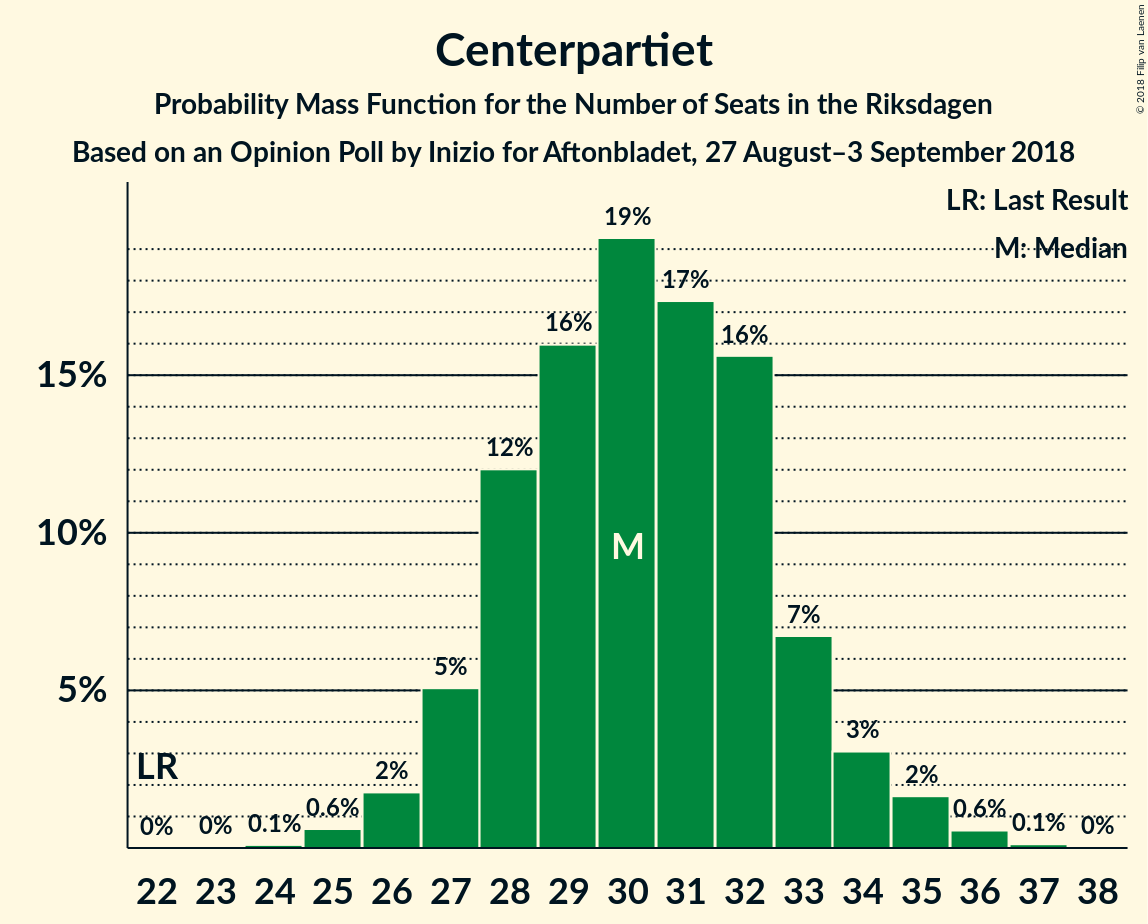 Centerpartiet
Probability Mass Function for the Number of Seats in the Riksdagen
Based on an Opinion Poll by Inizio for Aftonbladet, 27 August–3 September 2018
© 2018 Filip van Laenen
LR: Last Result
M: Median
19%
17%
16%
16%
15%
12%
10%
M
7%
5%
5%
3%
LR
2%
2%
0.6%
0.6%
0%
0%
0.1%
0.1%
0%
22 23 24 25 26 27 28 29 30 31 32 33 34 35 36 37 38